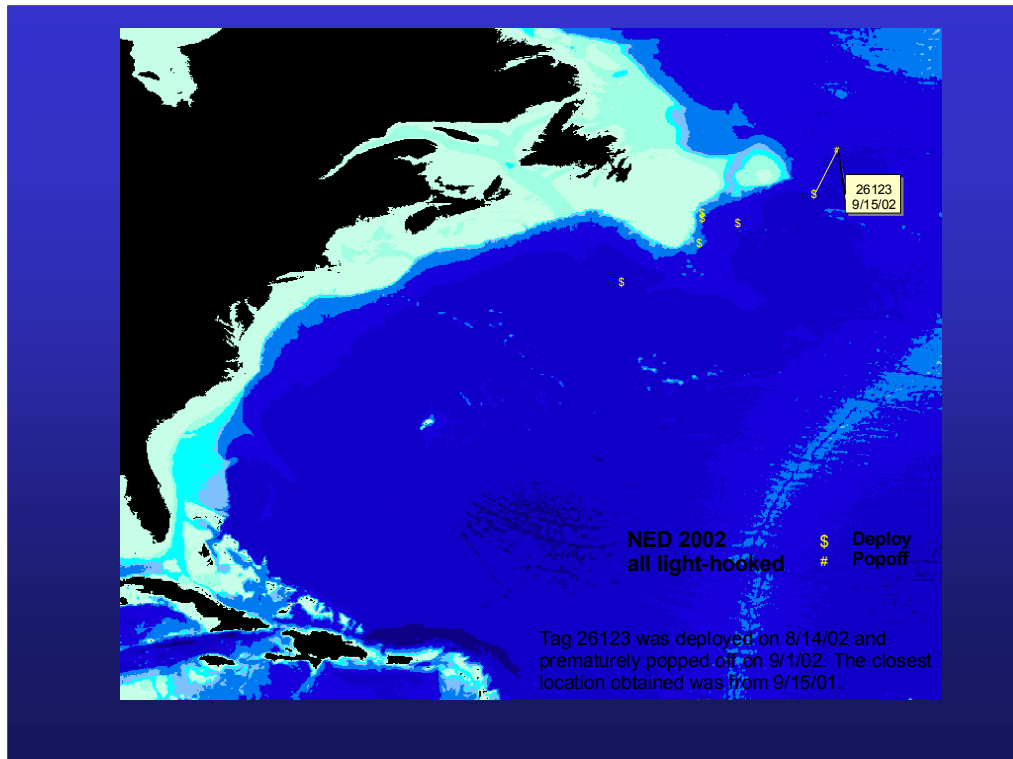 #
$
26123
9/15/02
$
$
$
$
$
NED 2002
all light-hooked
$ Deploy
# Popoff
Tag 26123 was deployed on 8/14/02 and
prematurely popped off on 9/1/02. The closest
location obtained was from 9/15/01.